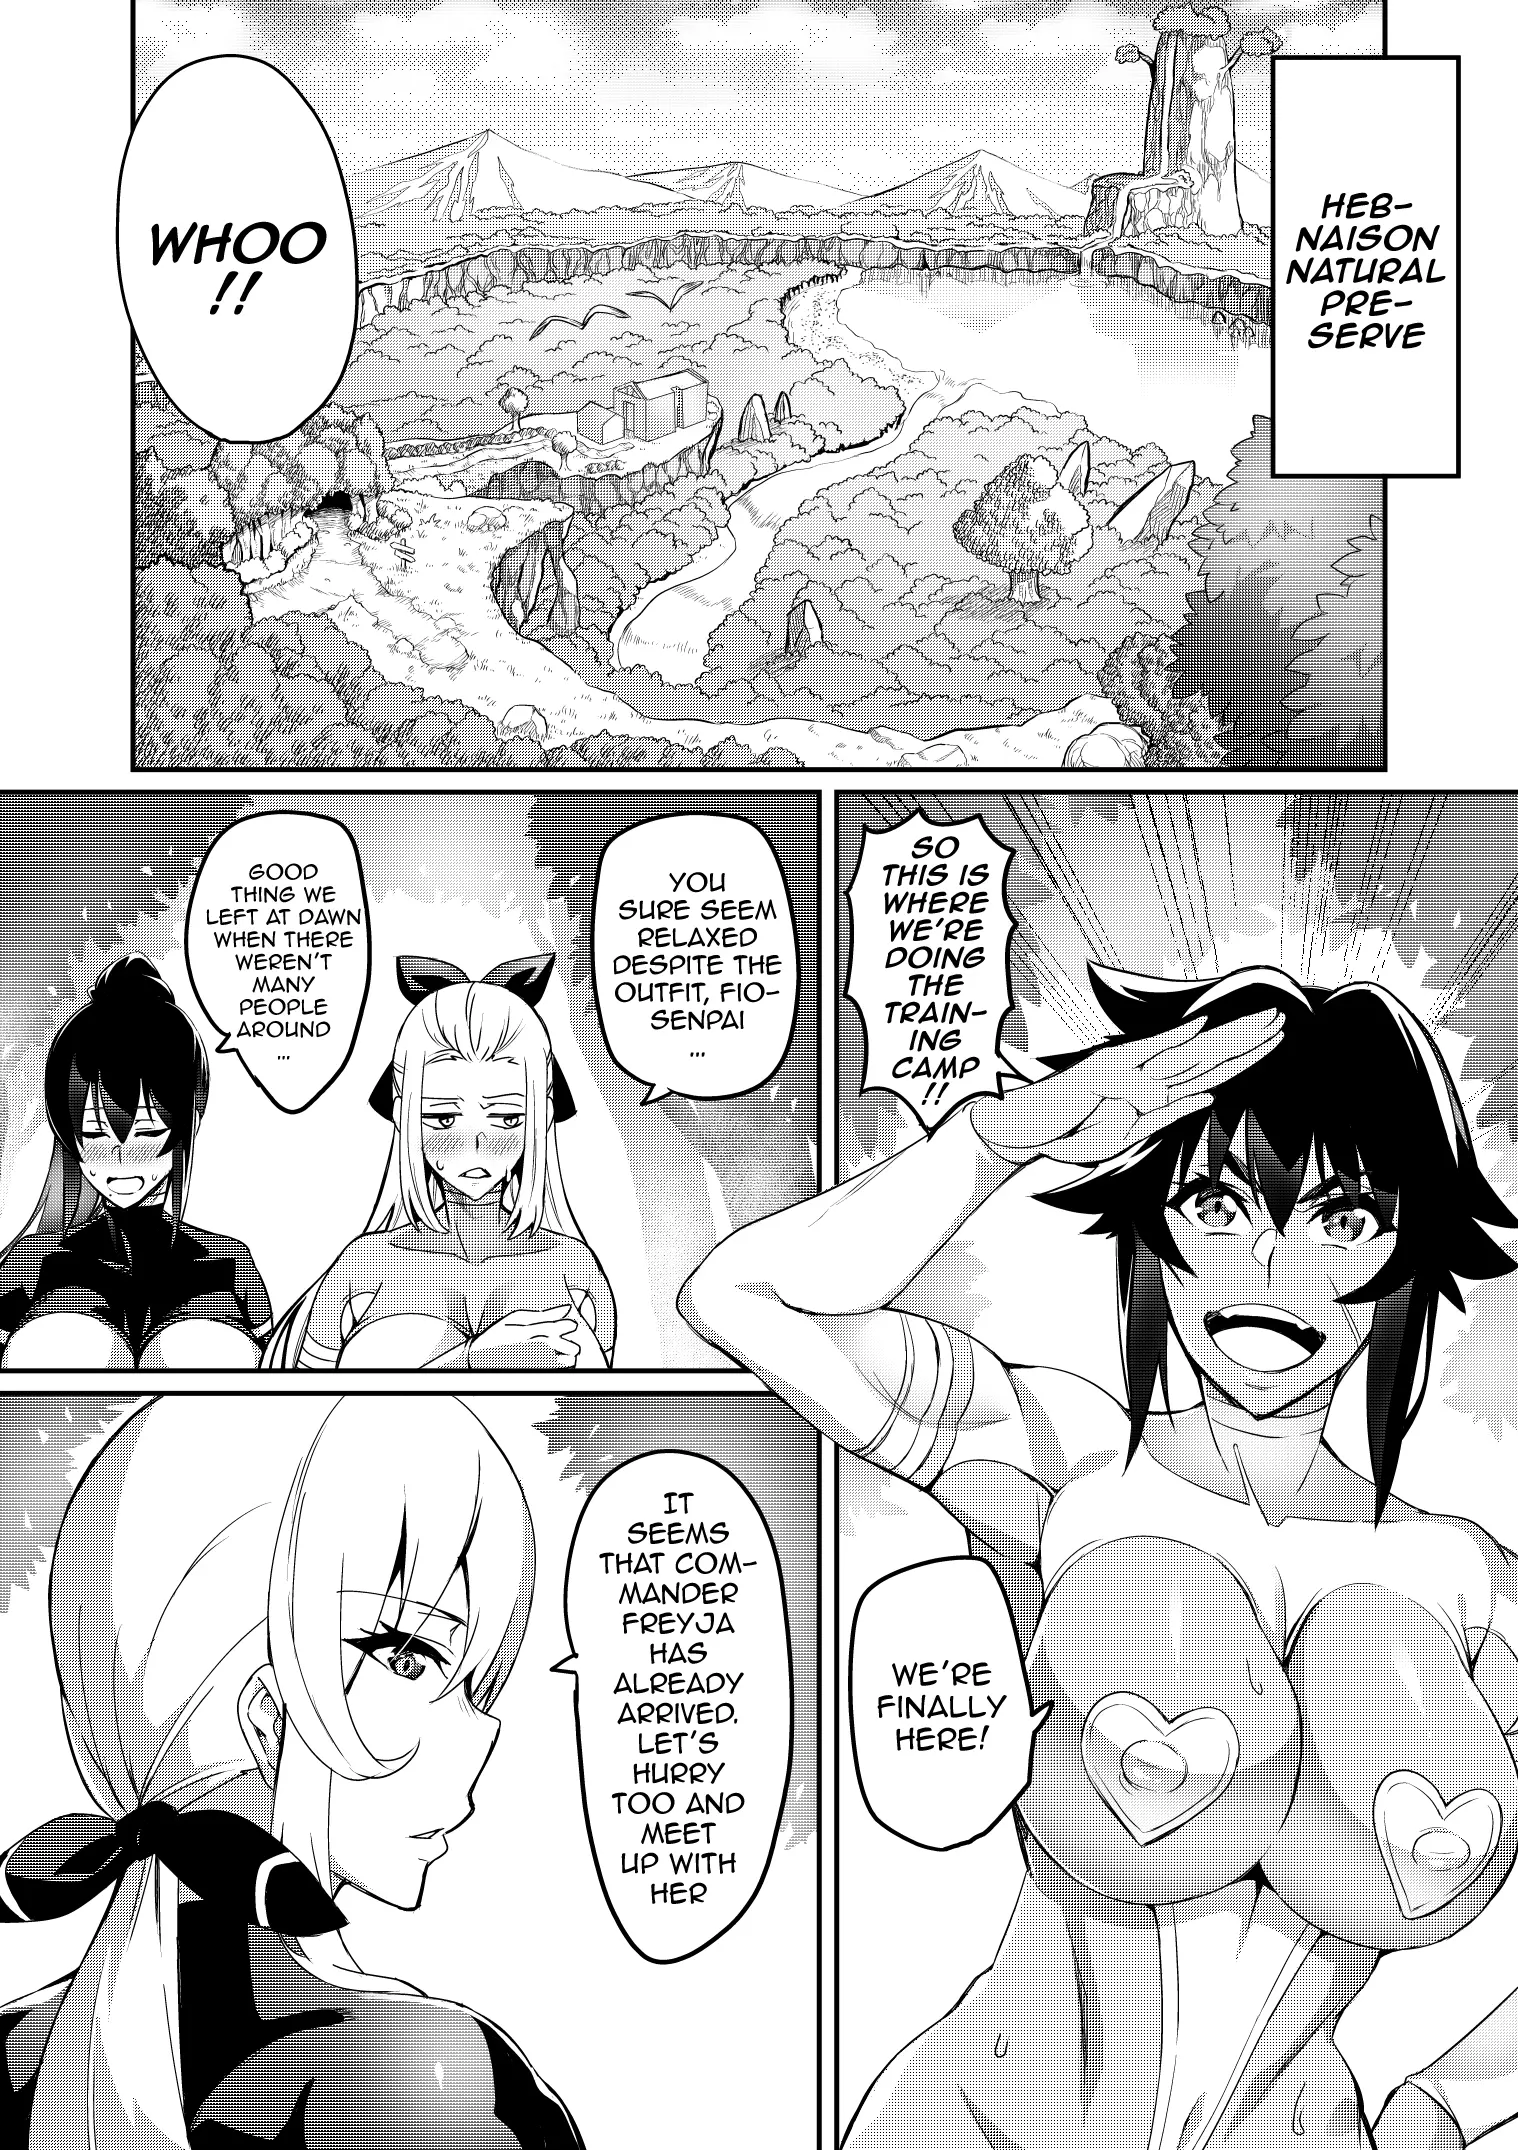 HEB-
NAISON
NATURAL
PRE-
SERVE
WHOO
!!
SO
THIS IS
WHERE
WE'RE
DOING
THE
TRAIN-
ING
CAMP
!!
WE'RE
FINALLY
HERE!
YOU
SURE SEEM
RELAXED
DESPITE THE
OUTFIT, FIO-
SENPAI
...
GOOD
THING WE
LEFT AT DAWN
WHEN THERE
WEREN'T
MANY
PEOPLE
AROUND
...
IT
SEEMS
THAT COM-
MANDER
FREYJA
HAS
ALREADY
ARRIVED.
LET'S
HURRY
TOO AND
MEET
UP WITH
HER